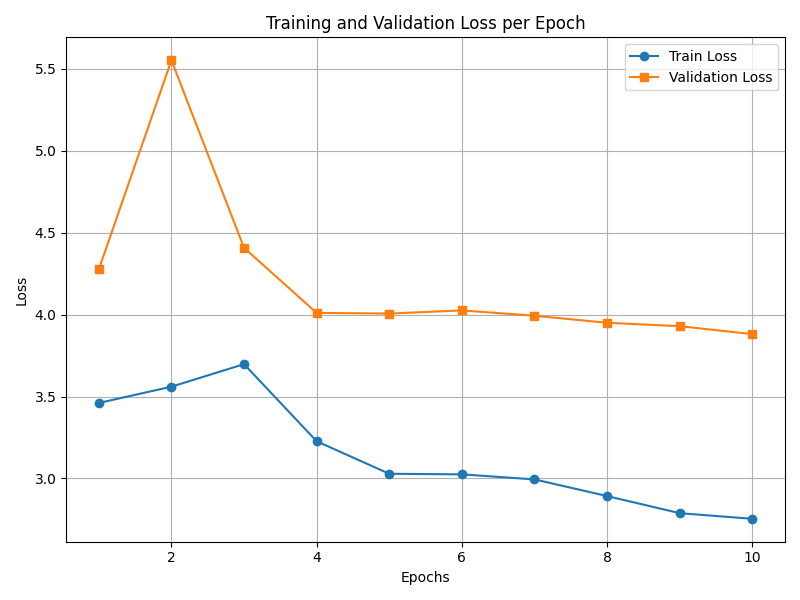 Training and Validation Loss per Epoch
Train Loss
Validation Loss
5.5
5.0
4.5
4.0
3.5
3.0
Loss
2
4
6
8
10
Epochs